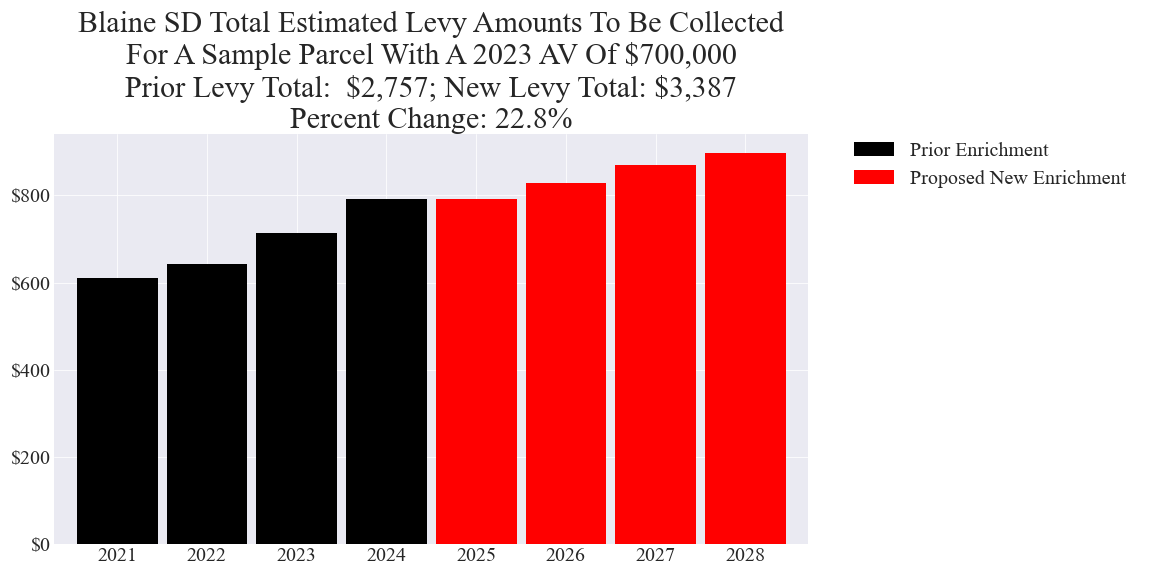 Blaine SD Total Estimated Levy Amounts To Be Collected
For A Sample Parcel With A 2023 AV Of $700,000
Prior Levy Total:  $2,757; New Levy Total: $3,387
Percent Change: 22.8%
Prior Enrichment
Proposed New Enrichment
$800
$600
$400
$200
$0
2021 2022 2023 2024 2025 2026 2027 2028